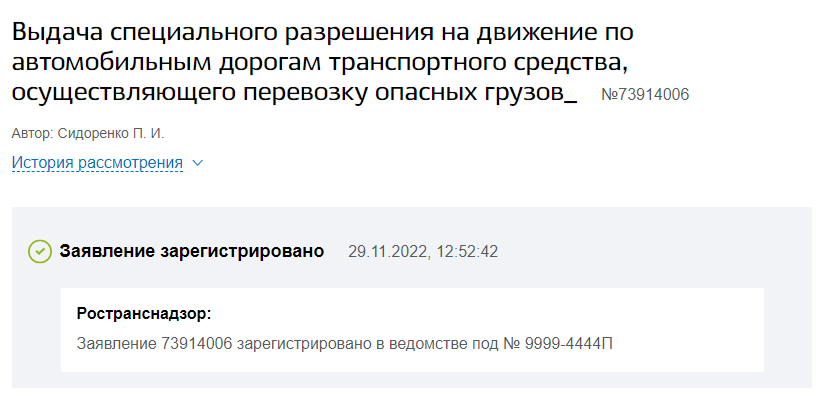 Выдача специального разрешения на движение по
автомобильным дорогам транспортного средства,
осуществляющего перевозку опасных грузов_ №73914006
Автор: Сидоренко П. И.
История рассмотрения
Заявление зарегистрировано 29.11.2022, 12:52:42
Ространснадзор:
Заявление 73914006 зарегистрировано в ведомстве под № 9999-4444П